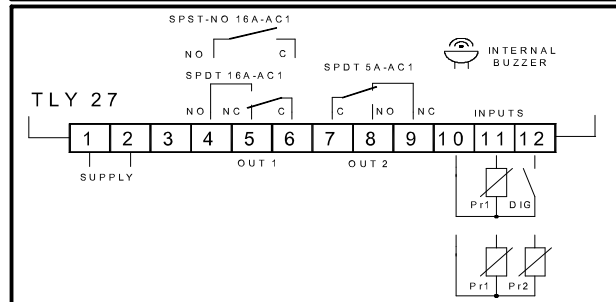 SPST-NO 16A-AC1
NO C
INTERNAL
BUZZER
SPDT 16A-AC1 SPDT 5A-AC1
TLY 27
NO NC C C NO NC INPUTS
1 2 3 4 5 6 7 8 9 10 11 12
SUPPLY OUT 1 OUT 2
Pr1 DIG
Pr1 Pr2